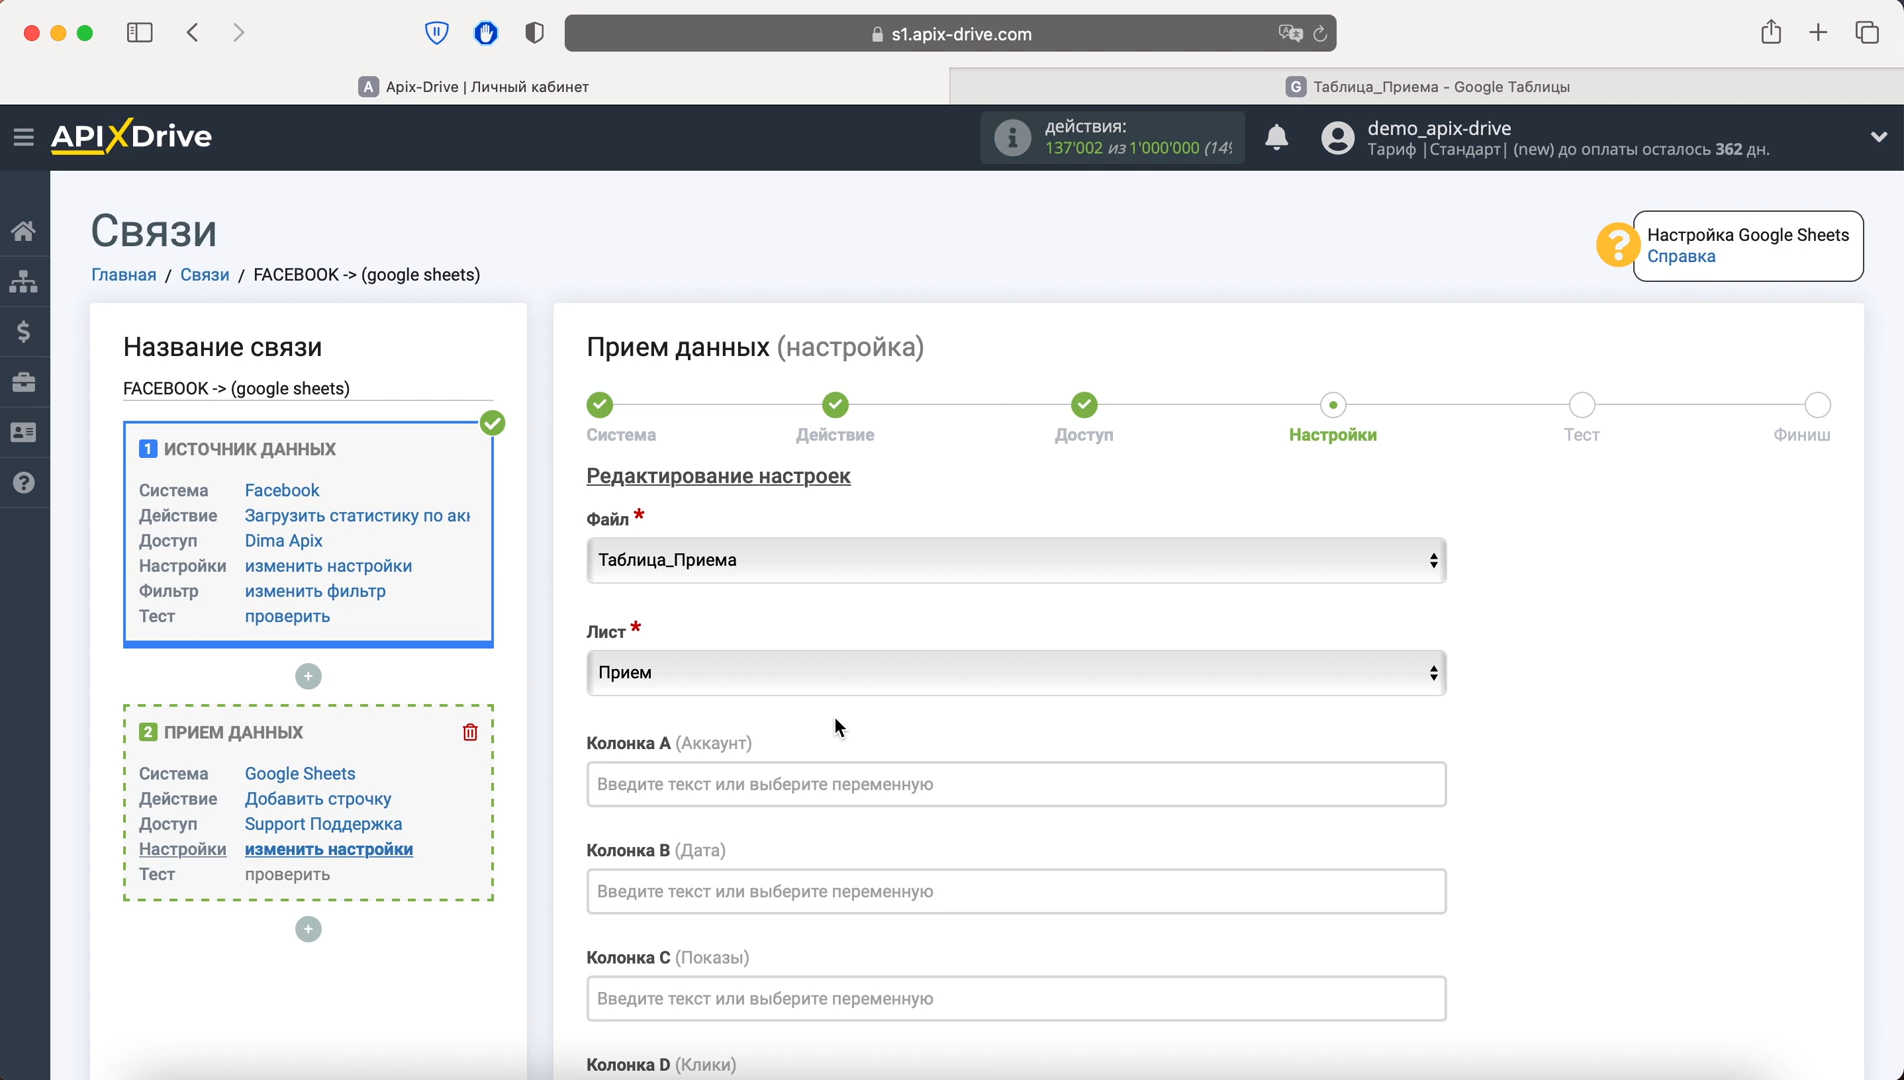 s1.apix-drive.com
A Apix-Drive | Личный кабинет
G Таблица_Приема - Google Таблицы
APIXDrive
действия:
137'002 из 1'000'000 (14%
demo_apix-drive
Тариф |Стандарт| (new) до оплаты осталось 362 дн.
Связи
Главная / Связи / FACEBOOK -> (google sheets)
Настройка Google Sheets
Справка
Название связи
FACEBOOK -> (google sheets)
1 ИСТОЧНИК ДАННЫХ
Система Facebook
Действие Загрузить статистику по
Доступ Dima Apix
Настройки изменить настройки
Фильтр изменить фильтр
Тест проверить
2 ПРИЕМ ДАННЫХ
Система Google Sheets
Действие Добавить строчку
Доступ Support Поддержка
Настройки изменить настройки
Тест проверить
Прием данных (настройка)
Система
Действие
Доступ
Настройки
Тест
Финиш
Редактирование настроек
Файл *
Таблица_Приема
Лист *
Прием
Колонка A (Аккаунт)
Введите текст или выберите переменную
Колонка B (Дата)
Введите текст или выберите переменную
Колонка C (Показы)
Введите текст или выберите переменную
Колонка D (Клики)